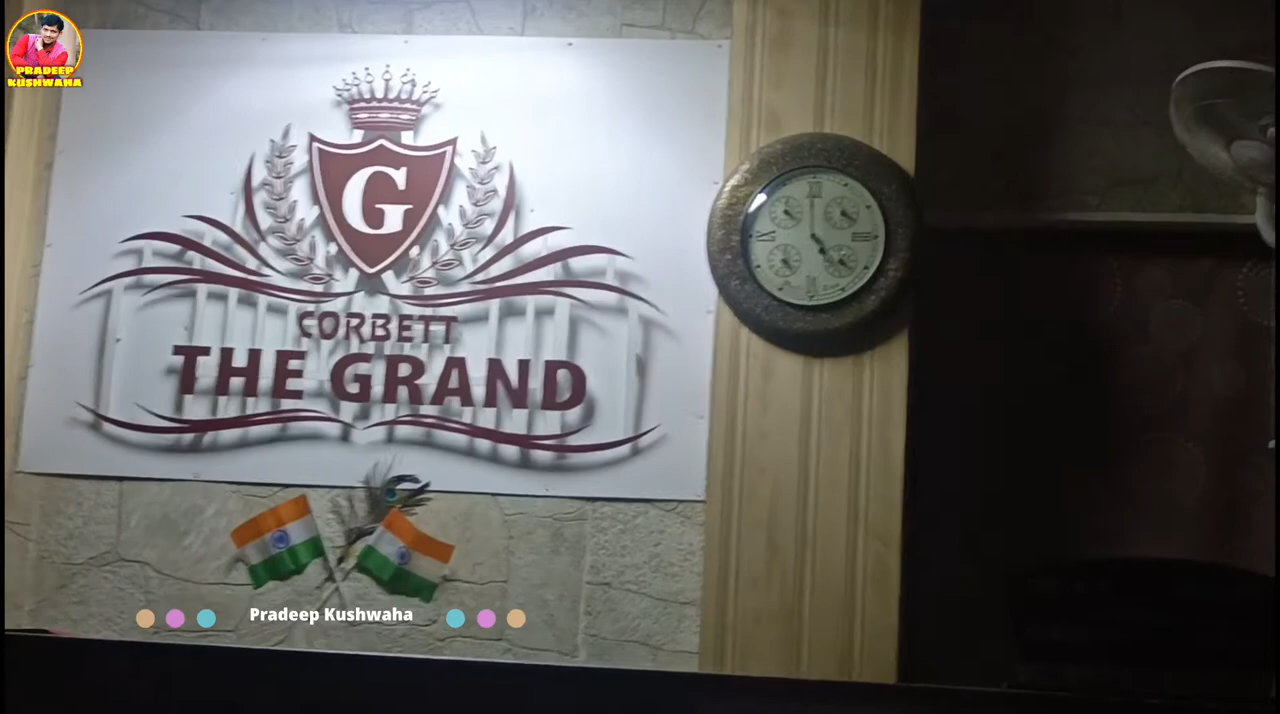 PRADEEP
KUSHWAHA
G
CORBETT
THE GRAND
Pradeep Kushwaha